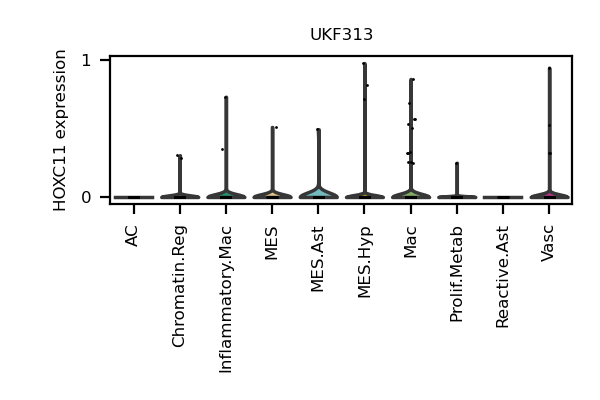 UKF313
HOXC11 expression
1
0
AC
Chromatin.Reg
Inflammatory.Mac
MES
MES.Ast
MES.Hyp
Mac
Prolif.Metab
Reactive.Ast
Vasc